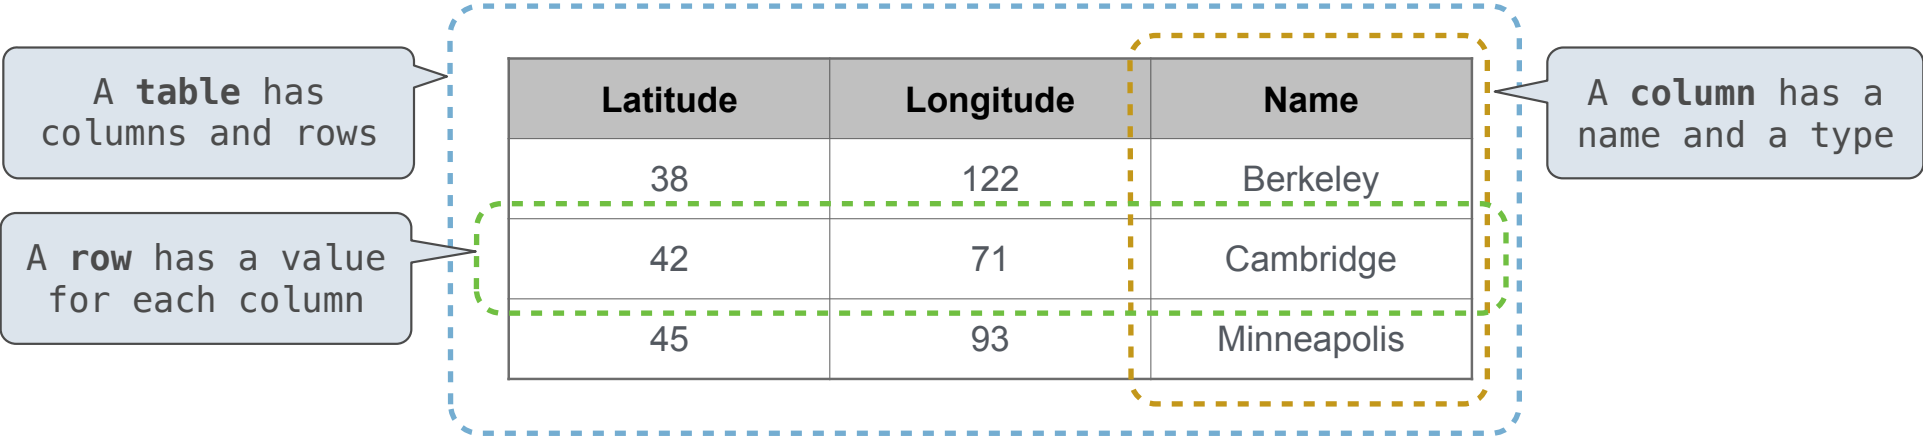 A table has
columns and rows
A row has a value
for each column
Latitude Longitude Name
38 122 Berkeley
42 71 Cambridge
45 93 Minneapolis
A column has a
name and a type